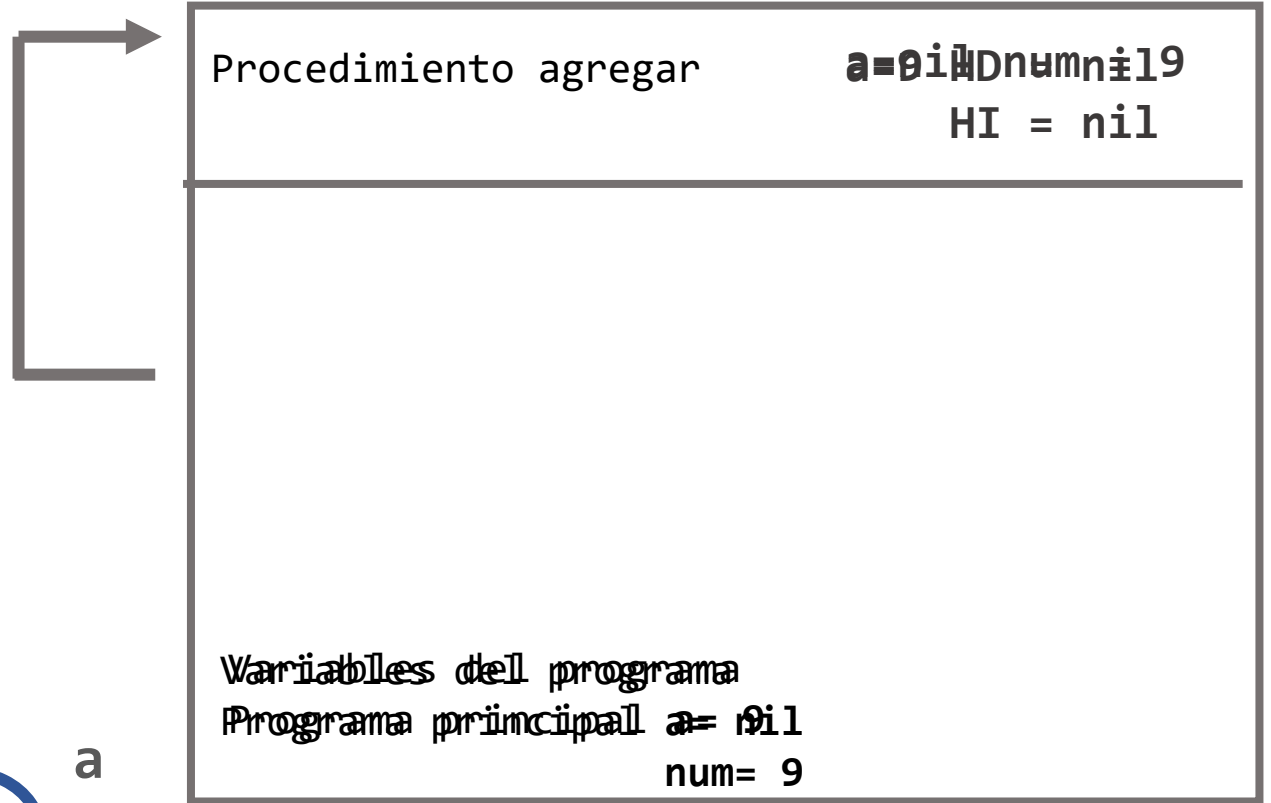 Procedimiento agregar
HI = nil
Variables del programa
Programa principal
num= 9
a